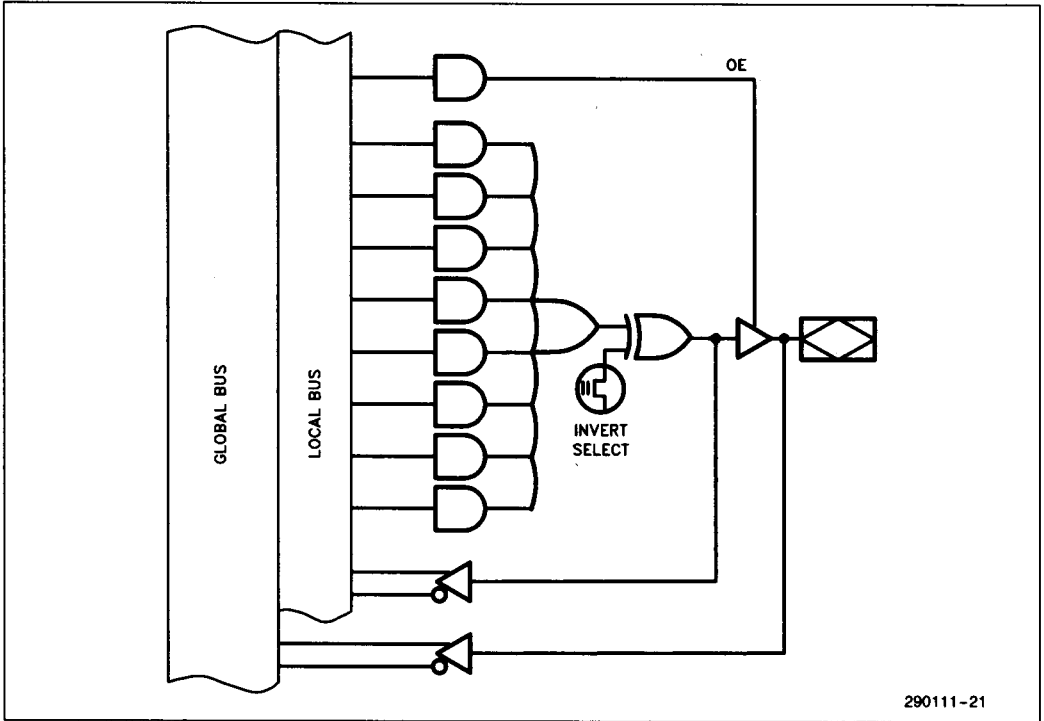 OE
GLOBAL BUS
LOCAL BUS
INVERT
SELECT
290111-21